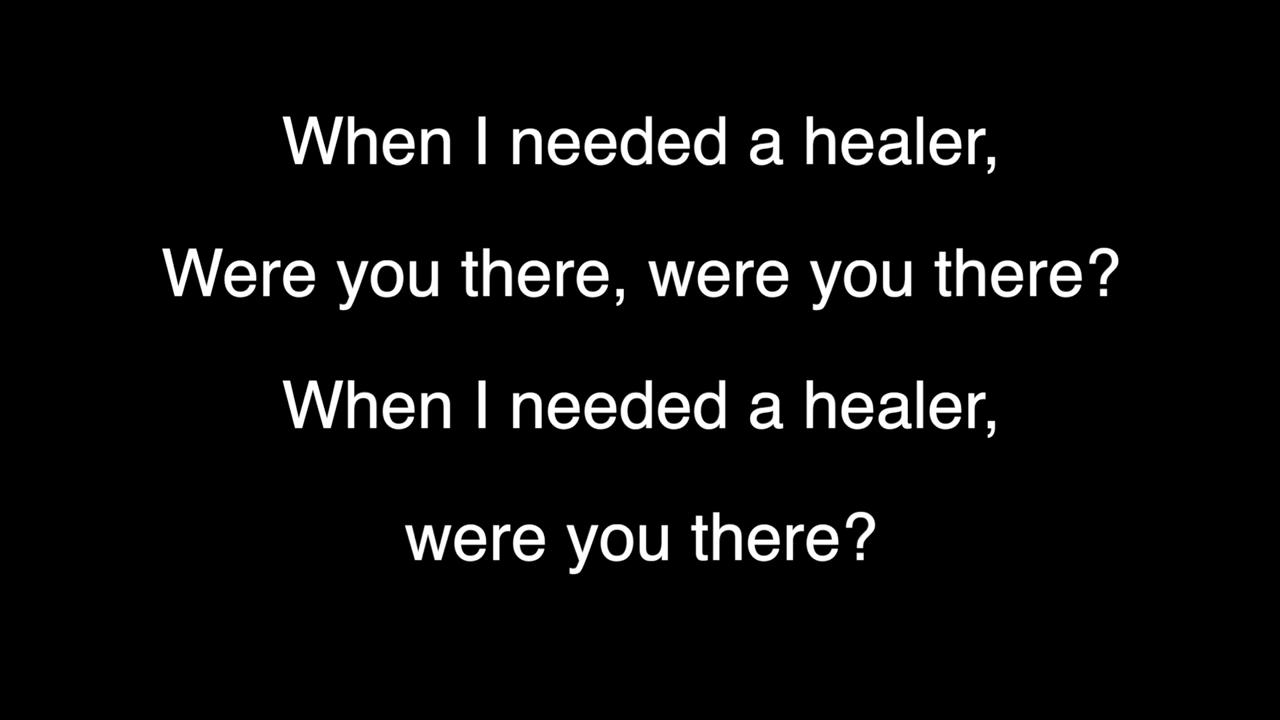 When I needed a healer,
Were you there, were you there?
When I needed a healer,
were you there?